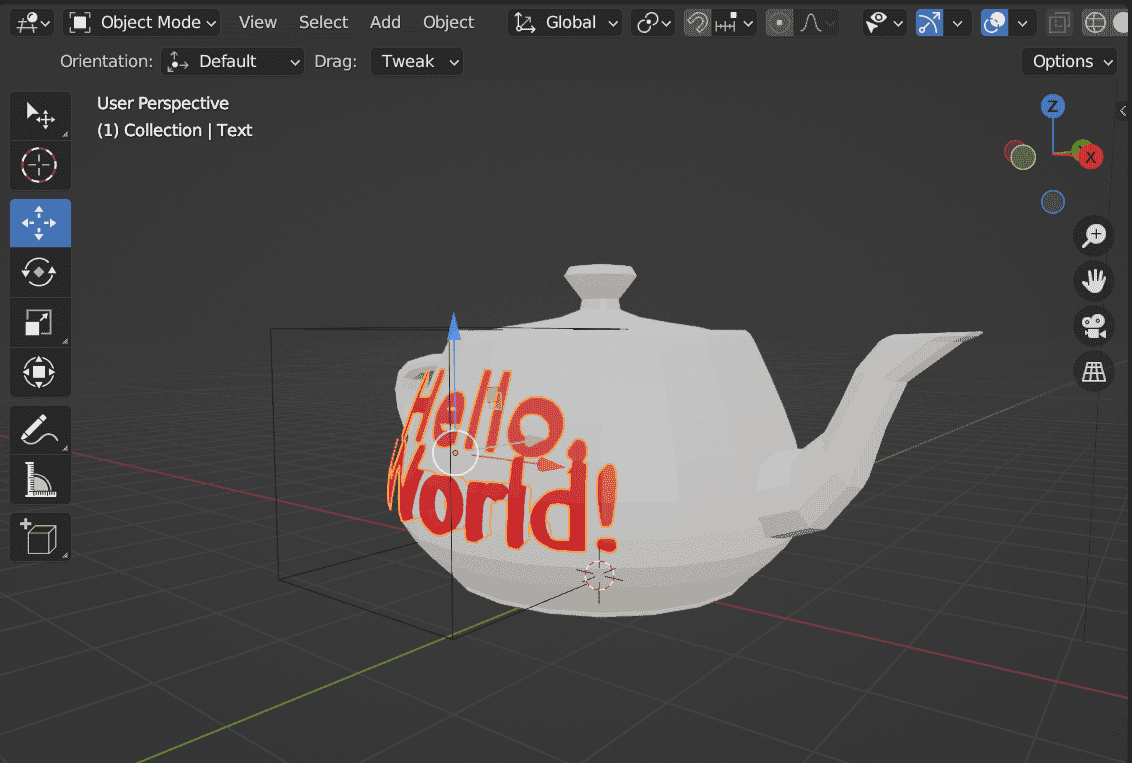 Object Mode View Select Add Object Global
Orientation: Default Drag: Tweak Options
User Perspective
(1) Collection | Text
Z
X
Hello
World!